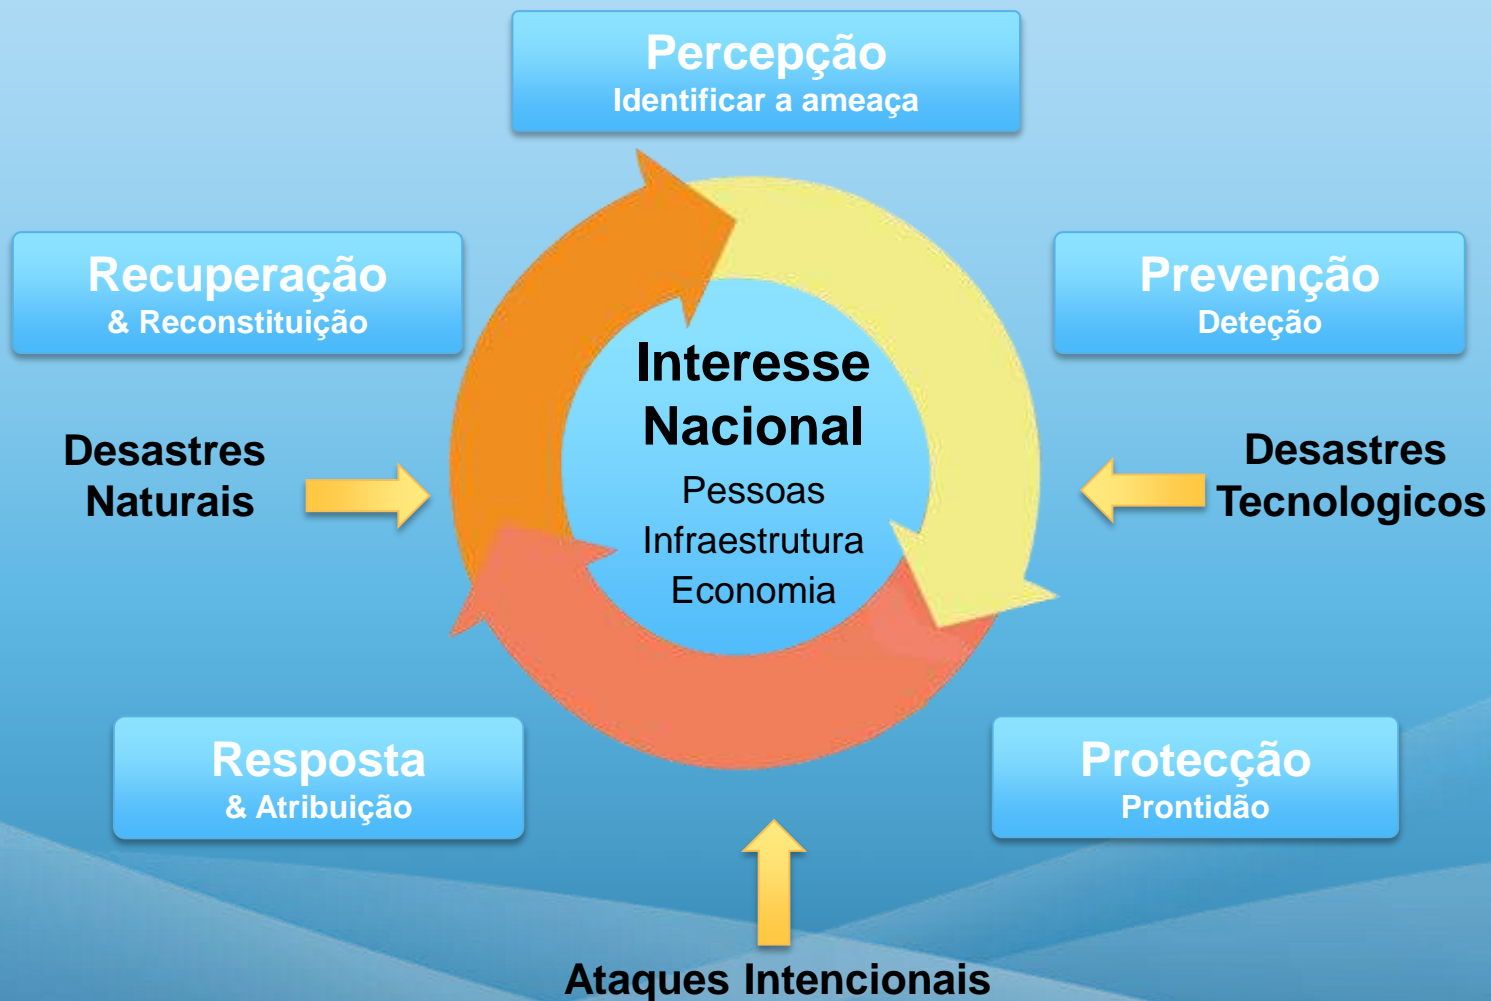 Percepção
Identificar a ameaça
Recuperação
& Reconstituição
Prevenção
Deteção
Interesse
Nacional
Pessoas
Infraestrutura
Economia
Desastres
Naturais
Desastres
Tecnologicos
Resposta
& Atribuição
Protecção
Prontidão
Ataques Intencionais